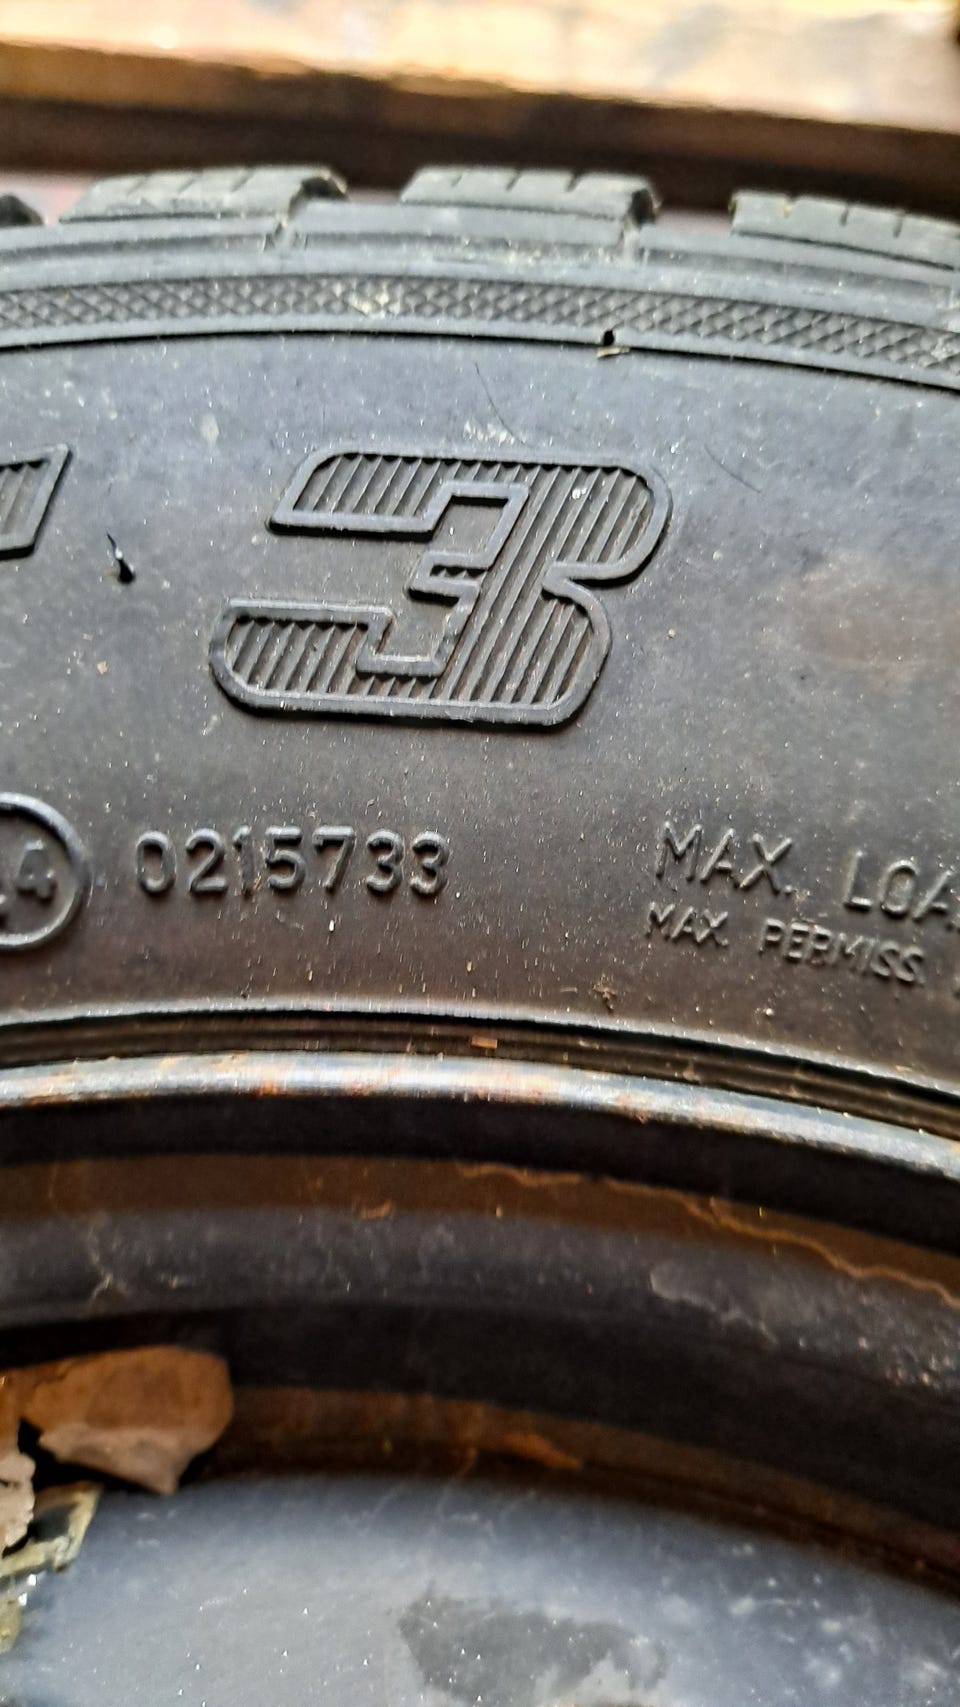 3
0215733
MAX. LOA
MAX. PERMISS.